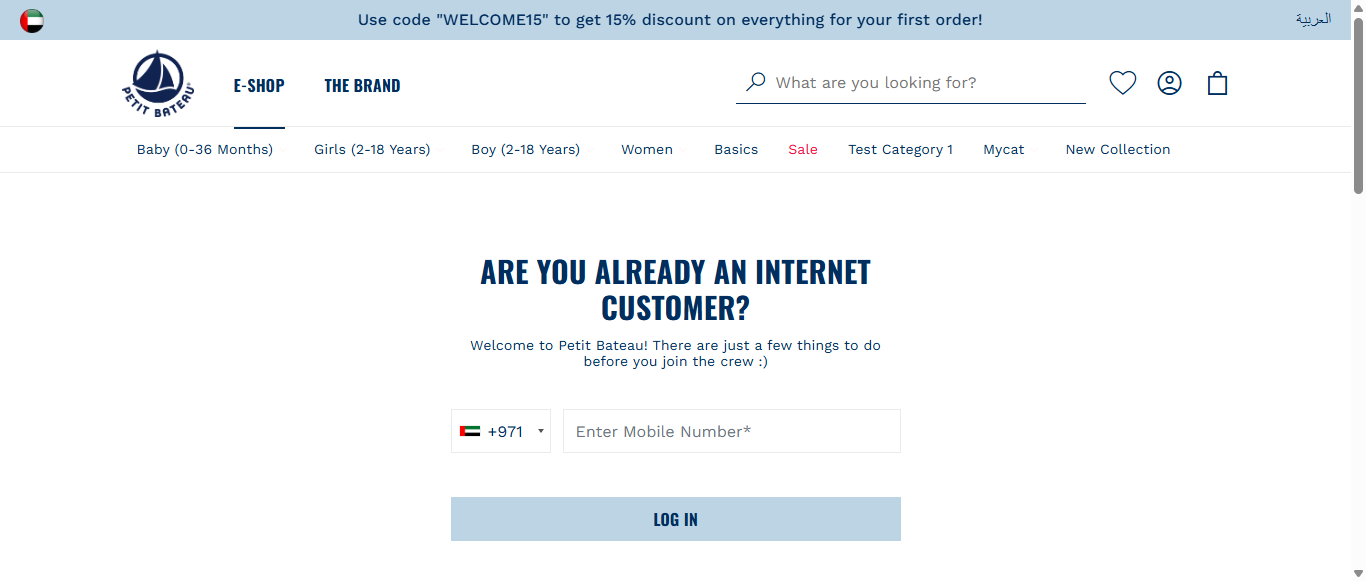 Use code "WELCOME15" to get 15% discount on everything for your first order!
العربية
PETIT BATEAU
E-SHOP
THE BRAND
What are you looking for?
Baby (0-36 Months)
Girls (2-18 Years)
Boy (2-18 Years)
Women
Basics
Sale
Test Category 1
Mycat
New Collection
ARE YOU ALREADY AN INTERNET
CUSTOMER?
Welcome to Petit Bateau! There are just a few things to do
before you join the crew :)
+971
Enter Mobile Number*
LOG IN